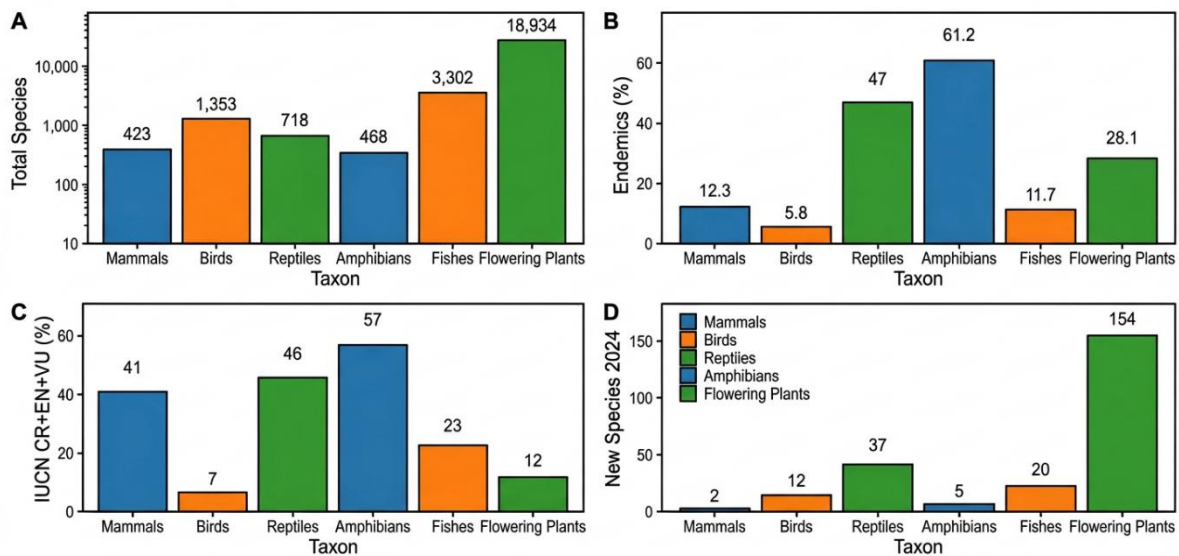 A
Total Species
10,000
1,000
100
10
423
1,353
718
468
3,302
18,934
Mammals Birds Reptiles Amphibians Fishes Flowering Plants
Taxon
B
Endemics (%)
60
40
20
0
12.3
5.8
47
61.2
11.7
28.1
Mammals Birds Reptiles Amphibians Fishes Flowering Plants
Taxon
C
IUCN CR+EN+VU (%)
60
40
20
0
41
7
46
57
23
12
Mammals Birds Reptiles Amphibians Fishes Flowering Plants
Taxon
D
New Species 2024
150
100
50
0
Mammals
Birds
Reptiies
Amphibians
Flowering Plants
2
12
37
5
20
154
Mammals Birds Reptiles Amphibians Fishes Flowering Plants
Taxon